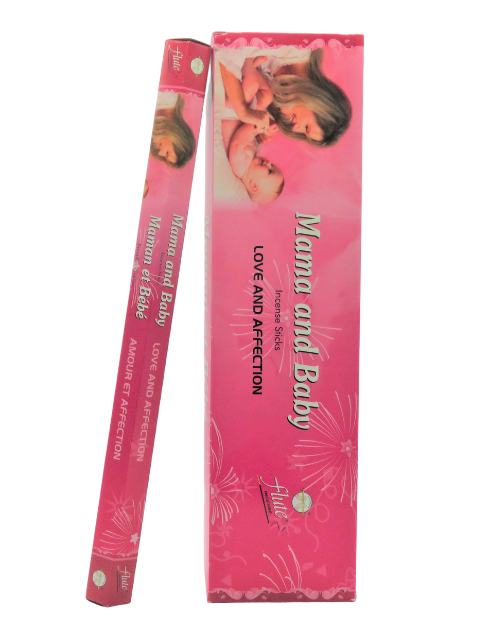 flute
Mama and Baby
Maman et Bébé
LOVE AND AFFECTION
AMOUR ET AFFECTION
flute
Mama and Baby
Incense Sticks
LOVE AND AFFECTION
flute